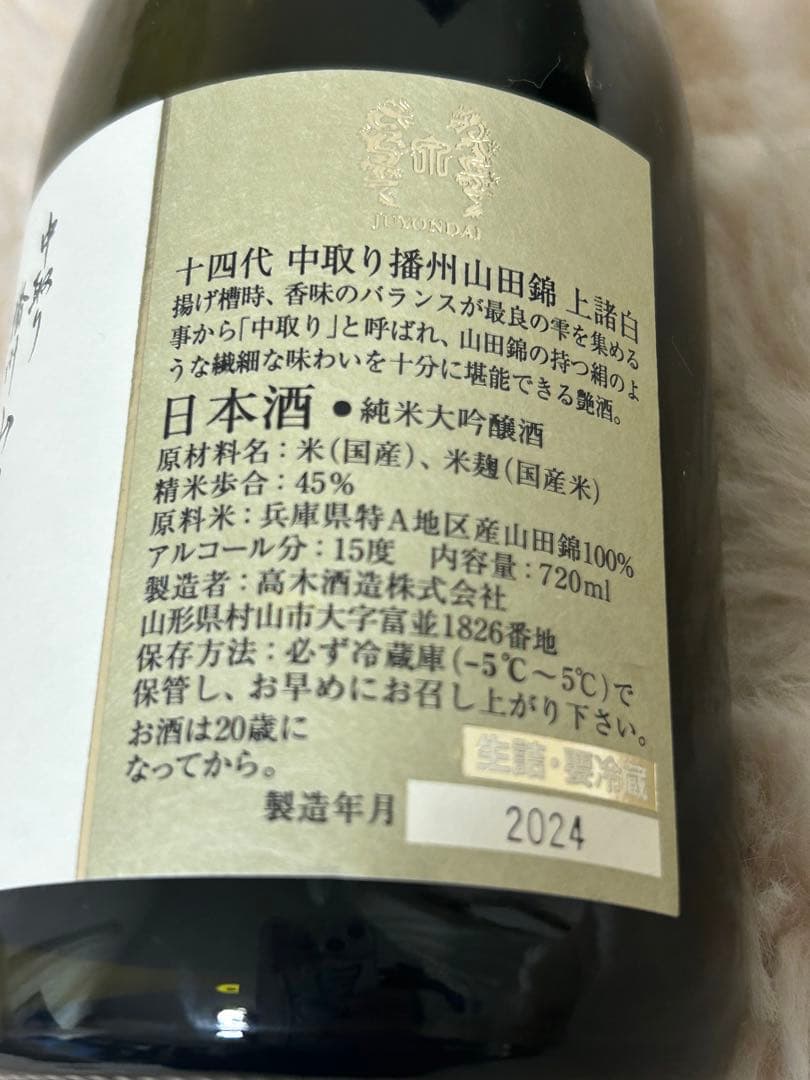 JUYONDAI
十四代 中取り播州山田錦 上諸白
揚げ槽時、香味のバランスが最良の雫を集める
事から「中取り」と呼ばれ、山田錦の持つ絹のよ
うな繊細な味わいを十分に堪能できる艶酒。
日本酒・純米大吟醸酒
原材料名：米(国産)、米麹(国産米)
精米歩合：45%
原料米：兵庫県特A地区産山田錦100%
アルコール分：15度 内容量：720ml
製造者：高木酒造株式会社
山形県村山市大字富並1826番地
保存方法：必ず冷蔵庫(-5℃〜5℃)で
保管し、お早めにお召し上がり下さい。
お酒は20歳に
なってから。
生詰・要冷蔵
製造年月 2024
中取り